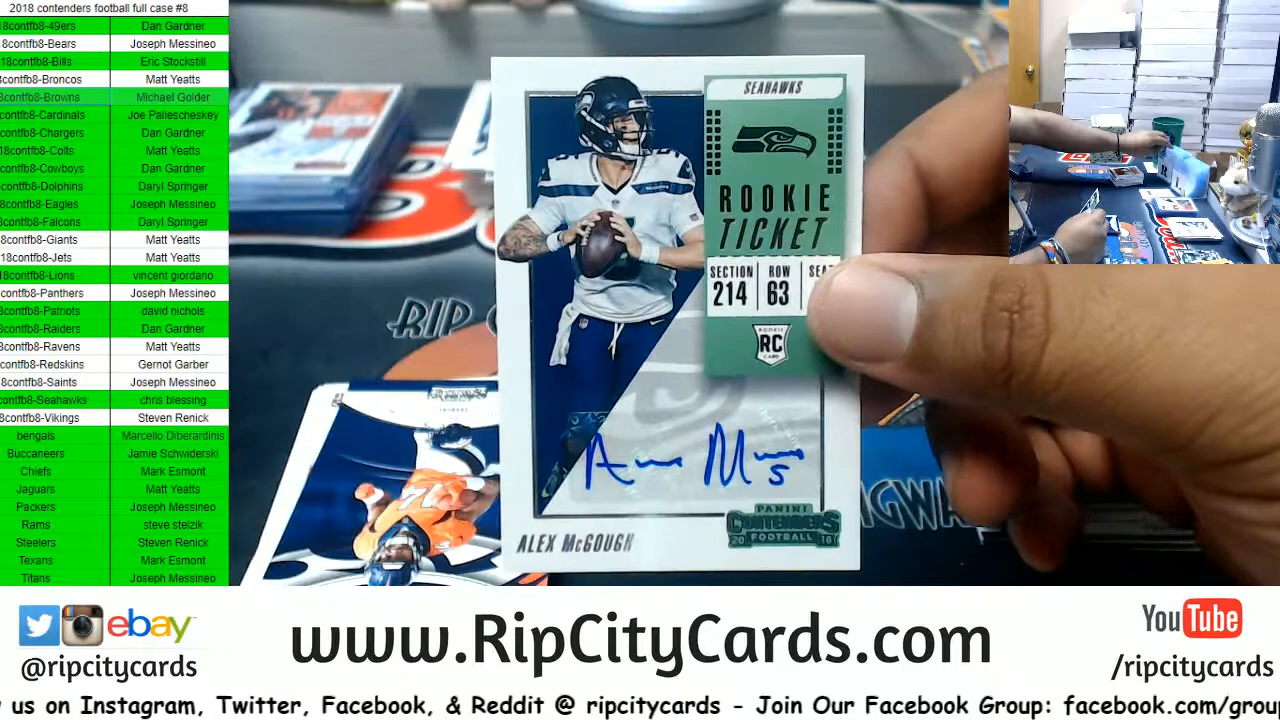 2018 contenders football full case #8
18contfb8-49ers Dan Gardner
8contfb8-Bears Joseph Messineo
18contfb8-Bills Eric Stockstill
8contfb8-Broncos Matt Yeatts
8contfb8-Browns Michael Golder
8contfb8-Cardinals Joe Paliescheskey
8contfb8-Chargers Dan Gardner
18contfb8-Colts Matt Yeatts
8contfb8-Cowboys Dan Gardner
8contfb8-Dolphins Daryl Springer
8contfb8-Eagles Joseph Messineo
8contfb8-Falcons Daryl Springer
8contfb8-Giants Matt Yeatts
18contfb8-Jets Matt Yeatts
18contfb8-Lions vincent giordano
8contfb8-Panthers Joseph Messineo
8contfb8-Patriots david nichols
8contfb8-Raiders Dan Gardner
8contfb8-Ravens Matt Yeatts
8contfb8-Redskins Gernot Garber
8contfb8-Saints Joseph Messineo
contfb8-Seahawks chris blessing
8contfb8-Vikings Steven Renick
bengals Marcello Diberardinis
Buccaneers Jamie Schwiderski
Chiefs Mark Esmont
Jaguars Matt Yeatts
Packers Joseph Messineo
Rams steve stelzik
Steelers Steven Renick
Texans Mark Esmont
Titans Joseph Messineo
SEAHAWKS
ROOKIE
TICKET
SECTION ROW SEA
214 63
ROOKIE
RC
CARD
PANINI
CONTENDERS
20 FOOTBALL 18
ALEX McGOUGH
RIP
ebay
@ripcitycards
www.RipCityCards.com
YouTube
/ripcitycards
w us on Instagram, Twitter, Facebook, & Reddit @ ripcitycards - Join Our Facebook Group: facebook.com/group